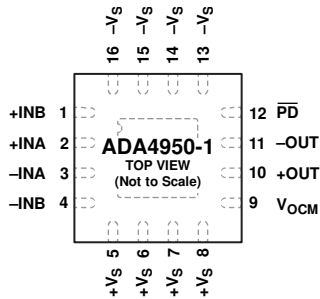 16 –VS
15 –VS
14 –VS
13 –VS
+INB 1
+INA 2
–INA 3
–INB 4
ADA4950-1
TOP VIEW
(Not to Scale)
12 PD
11 –OUT
10 +OUT
9 VOCM
+VS 5
+VS 6
+VS 7
+VS 8